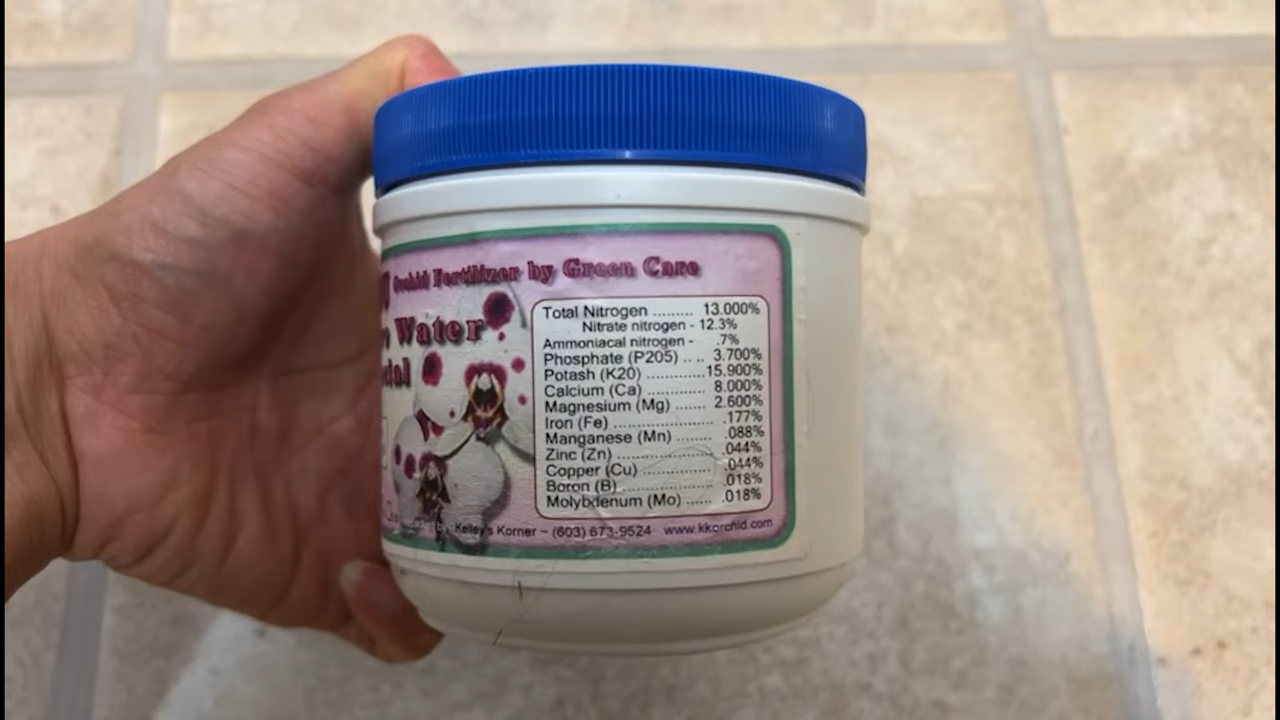 Orchid Fertilizer by Green Care
Water
Total Nitrogen ......... 13.000%
Nitrate nitrogen - 12.3%
Ammoniacal nitrogen - .7%
Phosphate (P205) .. .. 3.700%
Potash (K20) .............15.900%
Calcium (Ca) ............ 8.000%
Magnesium (Mg) ....... 2.600%
Iron (Fe) ....................... .177%
Manganese (Mn) ........ .088%
Zinc (Zn) ...................... .044%
Copper (Cu) ................ .044%
Boron (B) ..................... .018%
Molybdenum (Mo) ...... .018%
by Kelley's Korner ~ (603) 673-9524 www.kkorchid.com